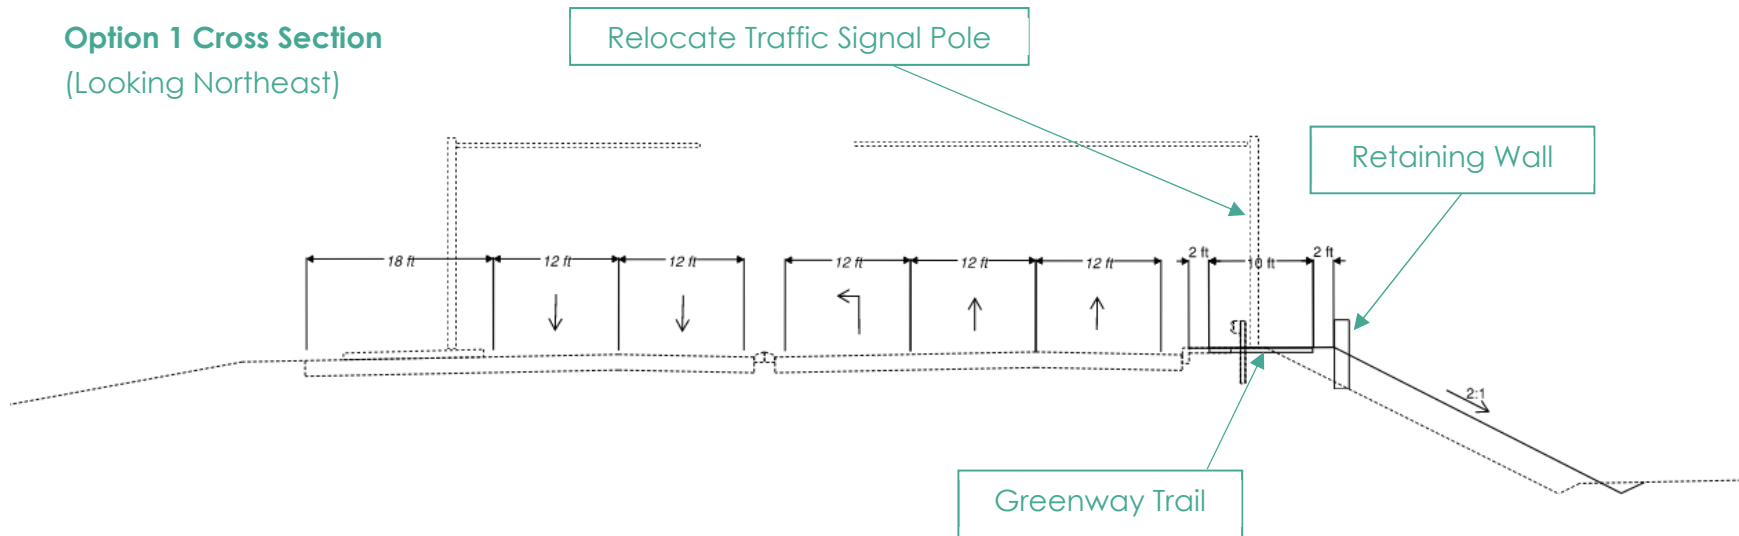 Option 1 Cross Section
(Looking Northeast)
Relocate Traffic Signal Pole
Retaining Wall
18 ft
12 ft
12 ft
12 ft
12 ft
12 ft
2 ft
10 ft
2 ft
2:1
Greenway Trail